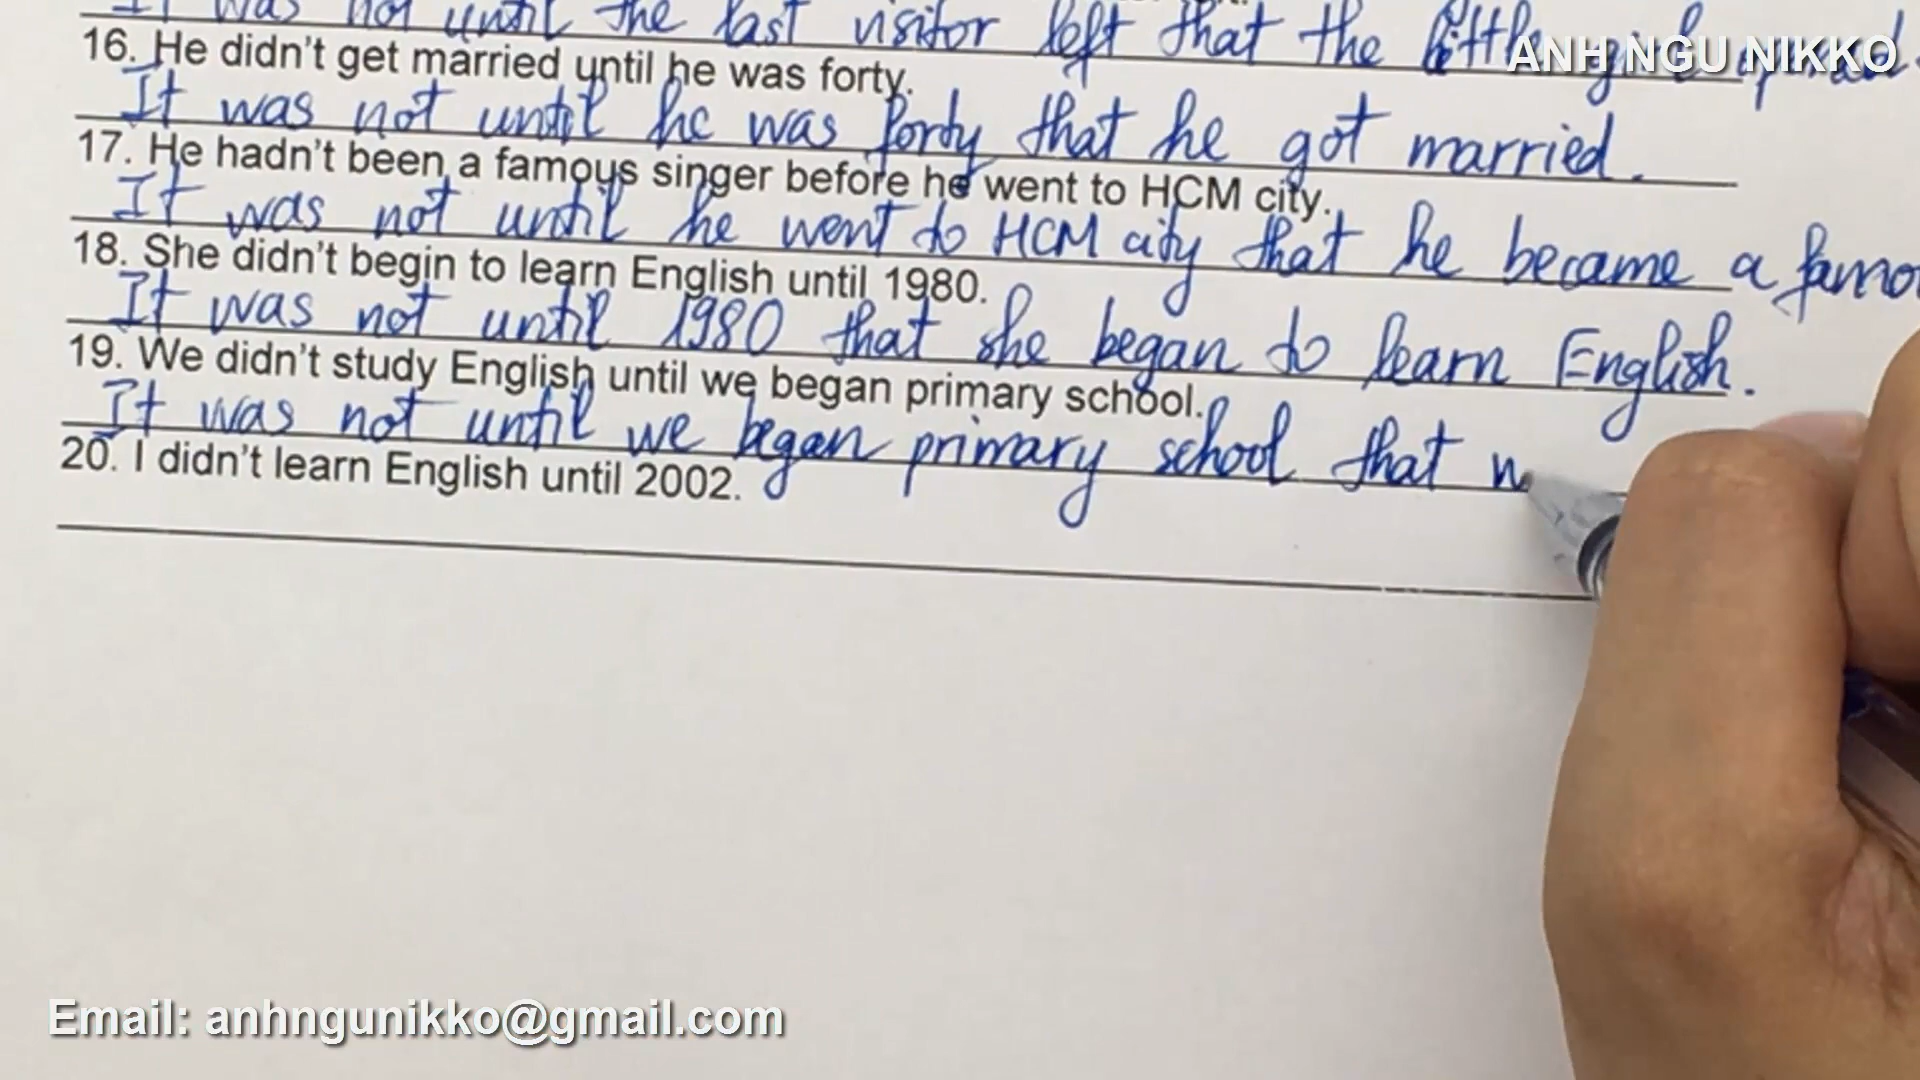 It was not until the last visitor left that the little
ANH NGU NIKKO
16. He didn't get married until he was forty.
It was not until he was forty that he got married.
17. He hadn't been a famous singer before he went to HCM city.
It was not until he went to HCM city that he became a famo
18. She didn't begin to learn English until 1980.
It was not until 1980 that she began to learn English.
19. We didn't study English until we began primary school.
It was not until we began primary school that w
20. I didn't learn English until 2002.
Email: anhngunikko@gmail.com